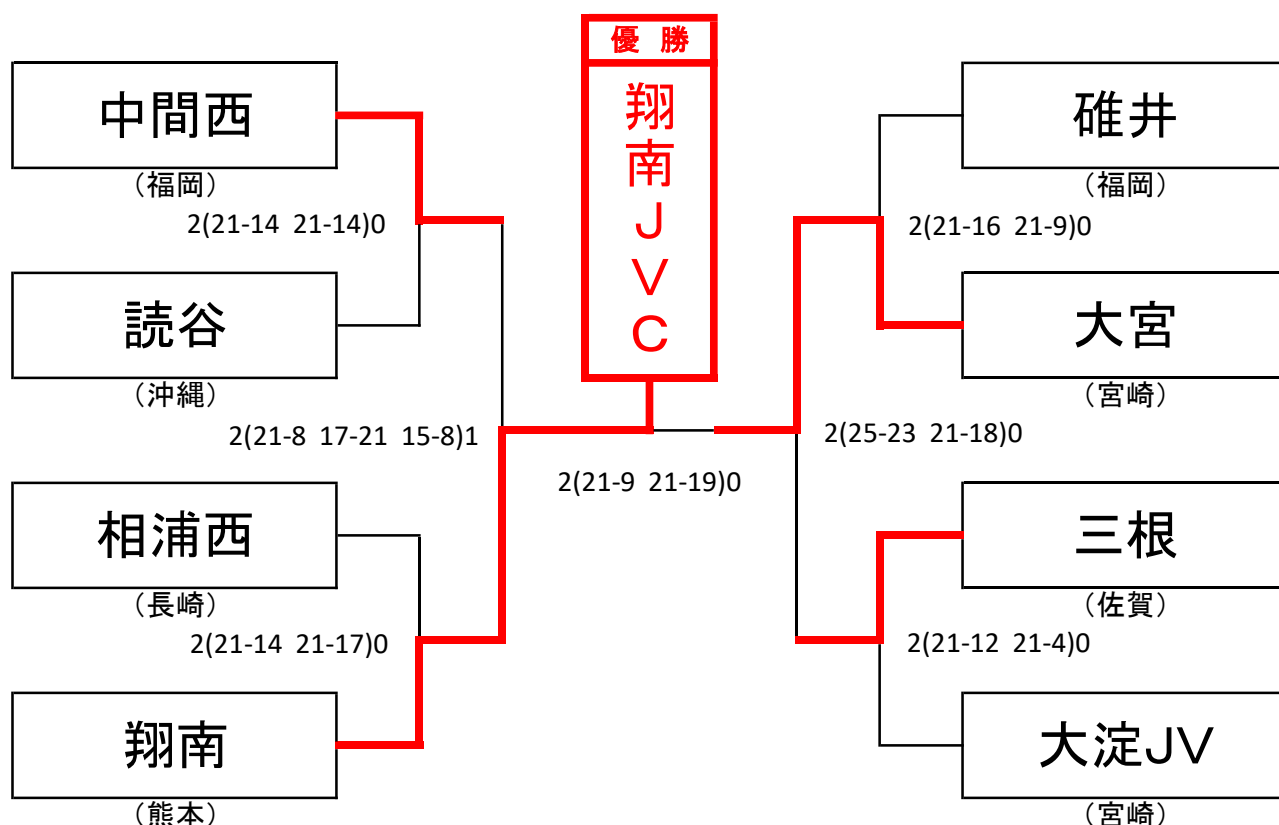 優 勝
翔南JVC
中間西
（福岡）
2(21-14 21-14)0
読谷
（沖縄）
2(21-8 17-21 15-8)1
相浦西
（長崎）
2(21-14 21-17)0
翔南
（熊本）
2(21-9 21-19)0
碓井
（福岡）
2(21-16 21-9)0
大宮
（宮崎）
2(25-23 21-18)0
三根
（佐賀）
2(21-12 21-4)0
大淀JV
（宮崎）